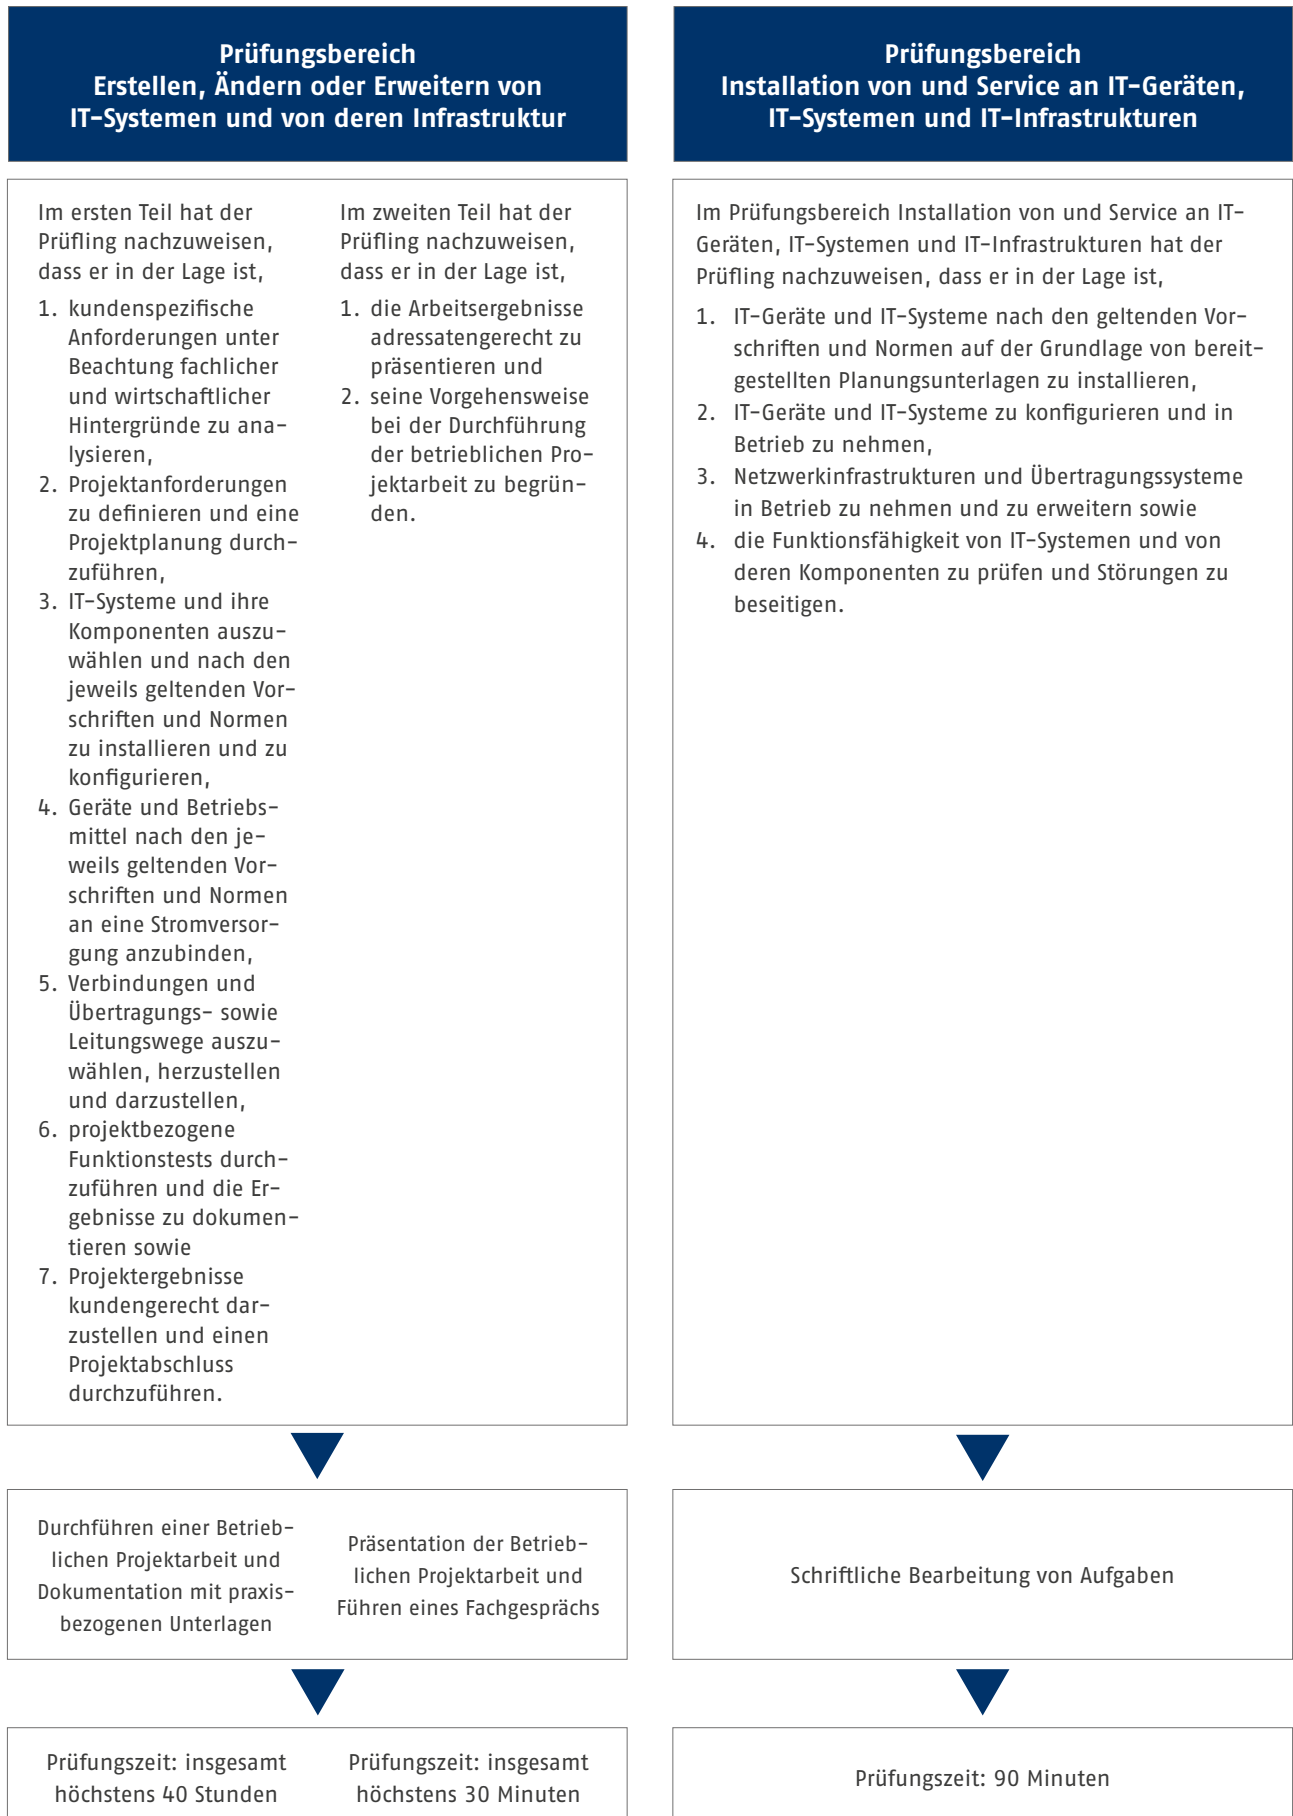 Prüfungsbereich
Erstellen, Ändern oder Erweitern von
IT-Systemen und von deren Infrastruktur
Im ersten Teil hat der
Prüfling nachzuweisen,
dass er in der Lage ist,
1. kundenspezifische
Anforderungen unter
Beachtung fachlicher
und wirtschaftlicher
Hintergründe zu ana-
lysieren,
2. Projektanforderungen
zu definieren und eine
Projektplanung durch-
zuführen,
3. IT-Systeme und ihre
Komponenten auszu-
wählen und nach den
jeweils geltenden Vor-
schriften und Normen
zu installieren und zu
konfigurieren,
4. Geräte und Betriebs-
mittel nach den je-
weils geltenden Vor-
schriften und Normen
an eine Stromversor-
gung anzubinden,
5. Verbindungen und
Übertragungs- sowie
Leitungswege auszu-
wählen, herzustellen
und darzustellen,
6. projektbezogene
Funktionstests durch-
zuführen und die Er-
gebnisse zu dokumen-
tieren sowie
7. Projektergebnisse
kundengerecht dar-
zustellen und einen
Projektabschluss
durchzuführen.
Im zweiten Teil hat der
Prüfling nachzuweisen,
dass er in der Lage ist,
1. die Arbeitsergebnisse
adressatengerecht zu
präsentieren und
2. seine Vorgehensweise
bei der Durchführung
der betrieblichen Pro-
jektarbeit zu begrün-
den.
Durchführen einer Betrieb-
lichen Projektarbeit und
Dokumentation mit praxis-
bezogenen Unterlagen
Präsentation der Betrieb-
lichen Projektarbeit und
Führen eines Fachgesprächs
Prüfungszeit: insgesamt
höchstens 40 Stunden
Prüfungszeit: insgesamt
höchstens 30 Minuten
Prüfungsbereich
Installation von und Service an IT-Geräten,
IT-Systemen und IT-Infrastrukturen
Im Prüfungsbereich Installation von und Service an IT-
Geräten, IT-Systemen und IT-Infrastrukturen hat der
Prüfling nachzuweisen, dass er in der Lage ist,
1. IT-Geräte und IT-Systeme nach den geltenden Vor-
schriften und Normen auf der Grundlage von bereit-
gestellten Planungsunterlagen zu installieren,
2. IT-Geräte und IT-Systeme zu konfigurieren und in
Betrieb zu nehmen,
3. Netzwerkinfrastrukturen und Übertragungssysteme
in Betrieb zu nehmen und zu erweitern sowie
4. die Funktionsfähigkeit von IT-Systemen und von
deren Komponenten zu prüfen und Störungen zu
beseitigen.
Schriftliche Bearbeitung von Aufgaben
Prüfungszeit: 90 Minuten